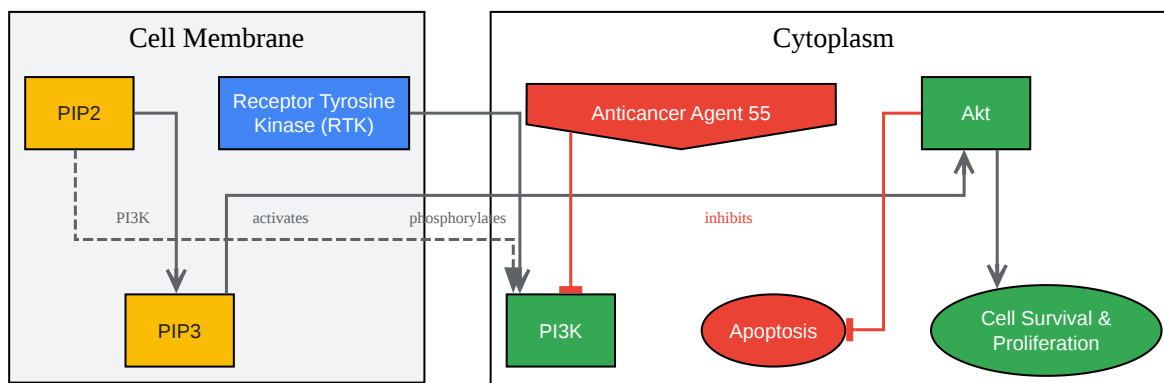 Cell Membrane
Cytoplasm
PIP2
Receptor Tyrosine
Kinase (RTK)
Anticancer Agent 55
Akt
PI3K
activates
phosphorylates
inhibits
PIP3
PI3K
Apoptosis
Cell Survival &
Proliferation